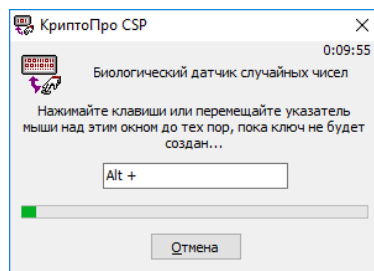 КриптоПро CSP
0:09:55
Биологический датчик случайных чисел
Нажимайте клавиши или перемещайте указатель
мыши над этим окном до тех пор, пока ключ не будет
создан...
Alt +
Отмена